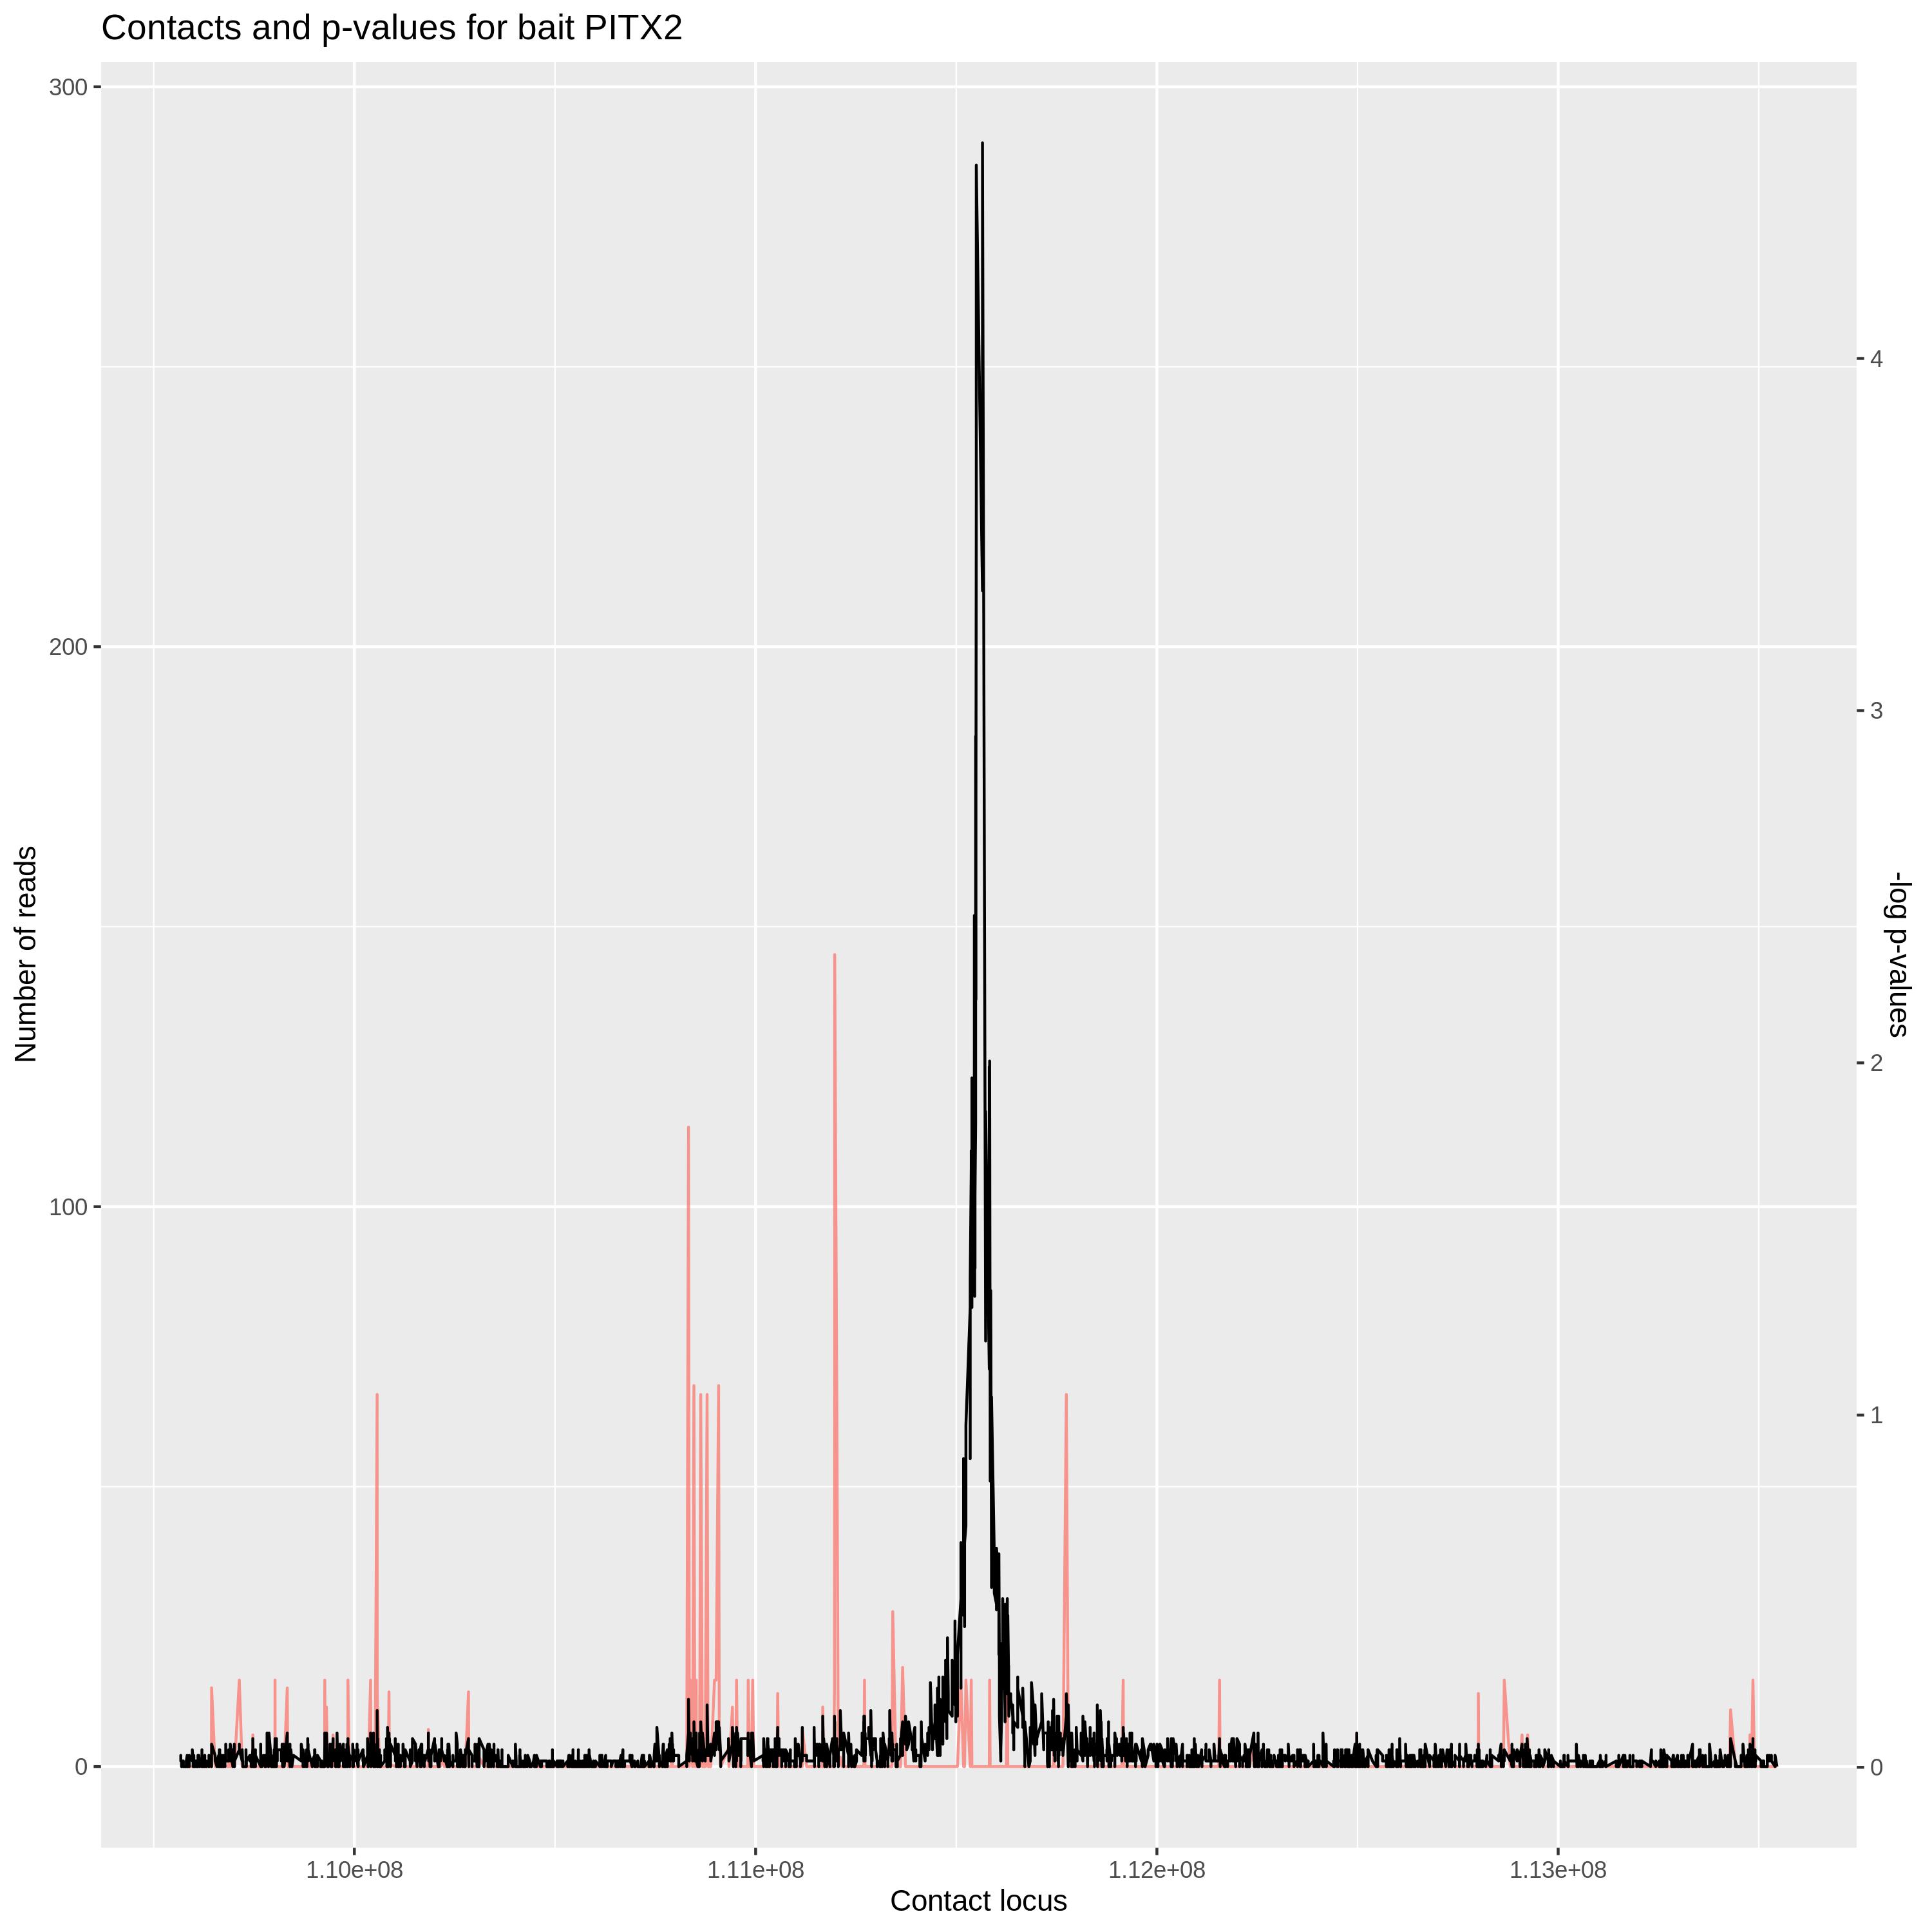 Contacts and p-values for bait PITX2
300
200
100
0
Number of reads
4
3
2
1
0
-log p-values
1.10e+08
1.11e+08
1.12e+08
1.13e+08
Contact locus